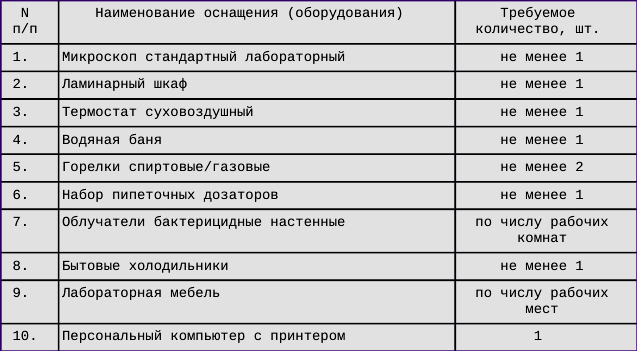 N п/п Наименование оснащения (оборудования) Требуемое количество, шт.
1. Микроскоп стандартный лабораторный не менее 1
2. Ламинарный шкаф не менее 1
3. Термостат суховоздушный не менее 1
4. Водяная баня не менее 1
5. Горелки спиртовые/газовые не менее 2
6. Набор пипеточных дозаторов не менее 1
7. Облучатели бактерицидные настенные по числу рабочих
комнат
8. Бытовые холодильники не менее 1
9. Лабораторная мебель по числу рабочих
мест
10. Персональный компьютер с принтером 1